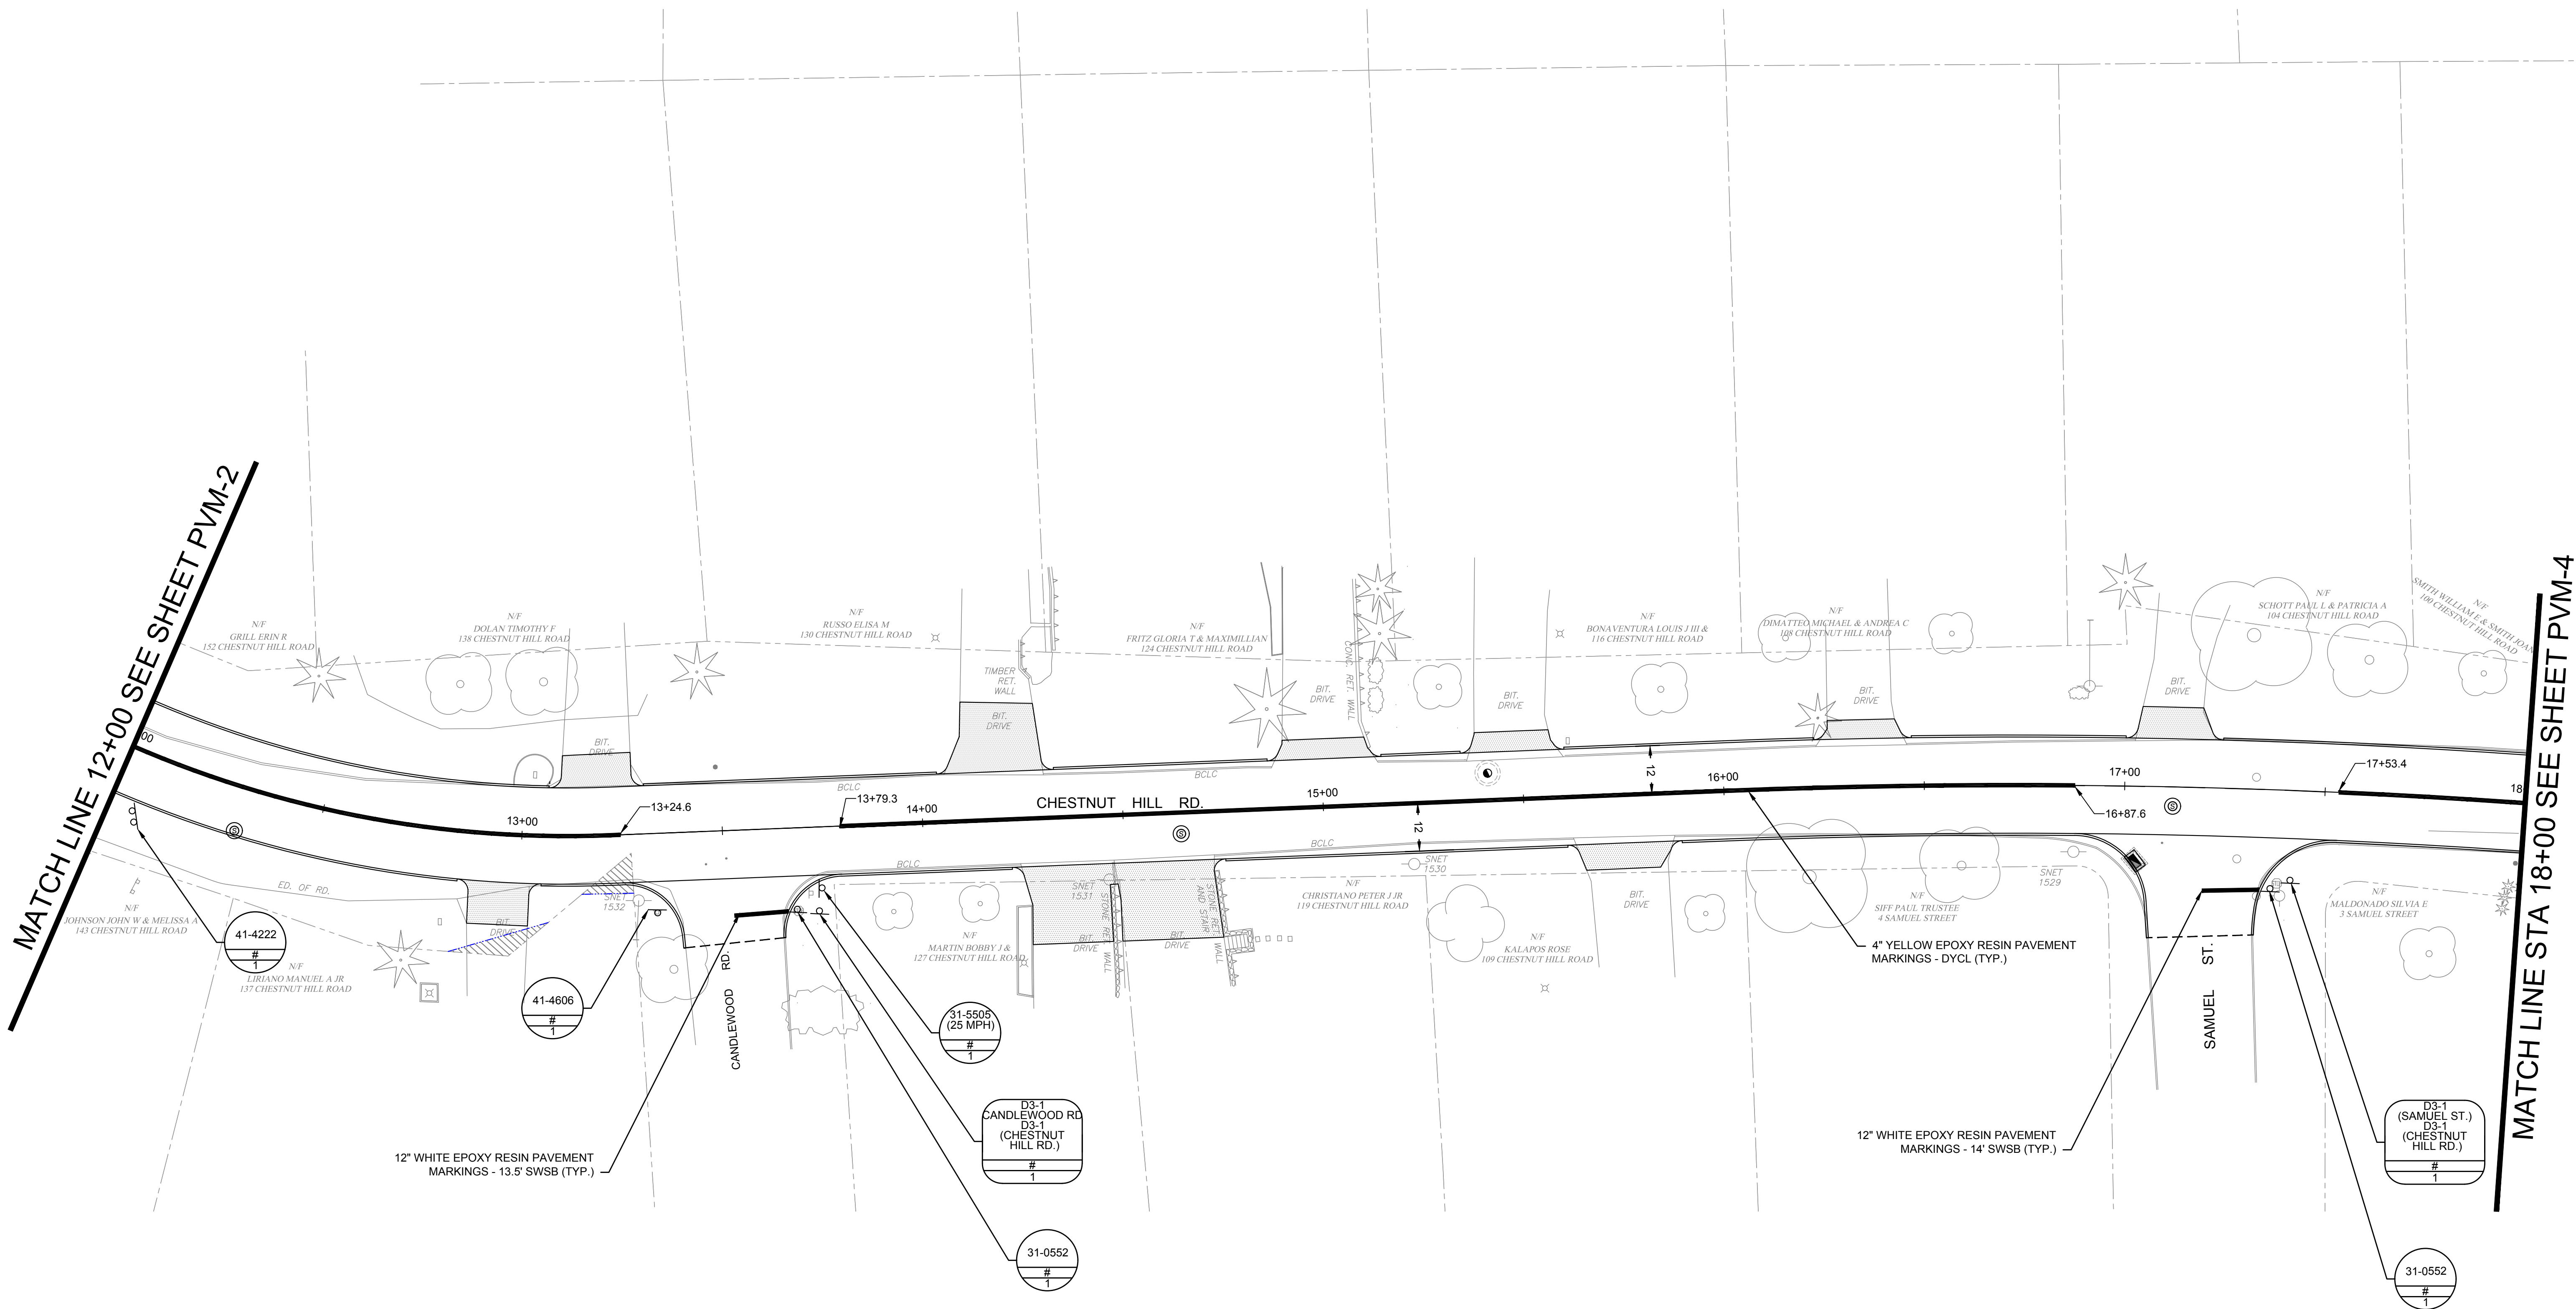 MATCH LINE 12+00 SEE SHEET PVM-2
MATCH LINE STA 18+00 SEE SHEET PVM-4
N/F
GRILL ERIN R
152 CHESTNUT HILL ROAD
N/F
DOLAN TIMOTHY F
138 CHESTNUT HILL ROAD
N/F
RUSSO ELISA M
130 CHESTNUT HILL ROAD
N/F
FRITZ GLORIA T & MAXIMILLIAN
124 CHESTNUT HILL ROAD
N/F
BONAVENTURA LOUIS J III &
116 CHESTNUT HILL ROAD
N/F
DIMATTEO MICHAEL & ANDREA C
108 CHESTNUT HILL ROAD
N/F
SCHOTT PAUL L & PATRICIA A
104 CHESTNUT HILL ROAD
N/F
SMITH WILLIAM E & SMITH JOAN
100 CHESTNUT HILL ROAD
TIMBER
RET.
WALL
CONC. RET. WALL
BIT.
DRIVE
BIT.
DRIVE
BIT.
DRIVE
BIT.
DRIVE
BIT.
DRIVE
BIT.
DRIVE
00
13+00
13+24.6
13+79.3
14+00
CHESTNUT HILL RD.
15+00
12
12
16+00
16+87.6
17+00
17+53.4
18
BCLC
BCLC
BCLC
BCLC
ED. OF RD.
N/F
JOHNSON JOHN W & MELISSA A
143 CHESTNUT HILL ROAD
N/F
LIRIANO MANUEL A JR
137 CHESTNUT HILL ROAD
BIT.
DRIVE
SNET
1532
N/F
MARTIN BOBBY J &
127 CHESTNUT HILL ROAD
SNET
1531
STONE RET. WALL
BIT.
DRIVE
BIT.
DRIVE
STONE RET. WALL
AND STAIR
N/F
CHRISTIANO PETER J JR
119 CHESTNUT HILL ROAD
SNET
1530
N/F
KALAPOS ROSE
109 CHESTNUT HILL ROAD
BIT.
DRIVE
N/F
SIFF PAUL TRUSTEE
4 SAMUEL STREET
SNET
1529
N/F
MALDONADO SILVIA E
3 SAMUEL STREET
CANDLEWOOD RD.
SAMUEL ST.
S
S
S
41-4222
#
1
41-4606
#
1
31-5505
(25 MPH)
#
1
D3-1
CANDLEWOOD RD
D3-1
(CHESTNUT
HILL RD.)
#
1
31-0552
#
1
12" WHITE EPOXY RESIN PAVEMENT
MARKINGS - 13.5' SWSB (TYP.)
4" YELLOW EPOXY RESIN PAVEMENT
MARKINGS - DYCL (TYP.)
12" WHITE EPOXY RESIN PAVEMENT
MARKINGS - 14' SWSB (TYP.)
D3-1
(SAMUEL ST.)
D3-1
(CHESTNUT
HILL RD.)
#
1
31-0552
#
1